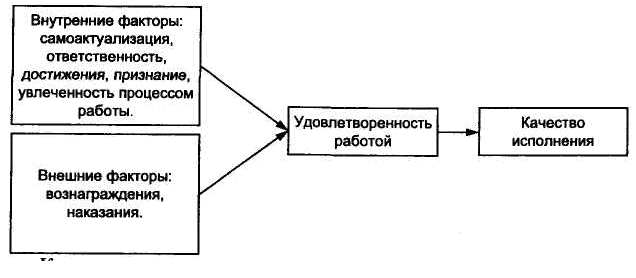 Внутренние факторы:
самоактуализация,
ответственность,
достижения, признание,
увлеченность процессом
работы.
Удовлетворенность
работой
Качество
исполнения
Внешние факторы:
вознаграждения,
наказания.